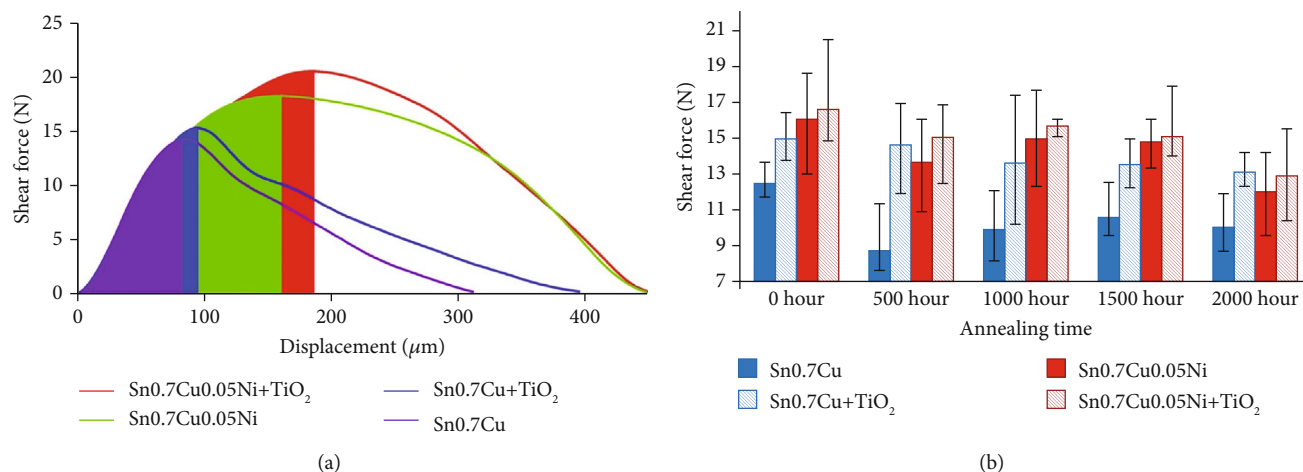 25
20
15
10
5
0
Shear force (N)
0 100 200 300 400
Displacement (μm)
Sn0.7Cu0.05Ni+TiO₂
Sn0.7Cu0.05Ni
Sn0.7Cu+TiO₂
Sn0.7Cu
(a)
21
19
17
16
13
11
9
7
Shear force (N)
0 hour 500 hour 1000 hour 1500 hour 2000 hour
Annealing time
Sn0.7Cu
Sn0.7Cu+TiO₂
Sn0.7Cu0.05Ni
Sn0.7Cu0.05Ni+TiO₂
(b)